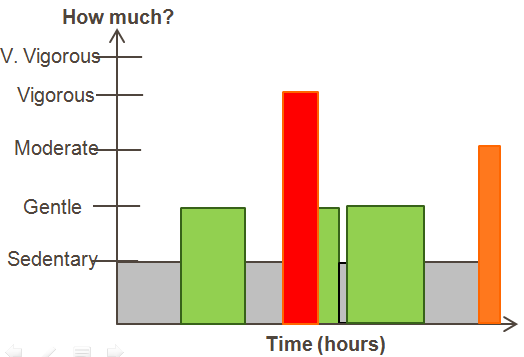 How much?
V. Vigorous
Vigorous
Moderate
Gentle
Sedentary
Time (hours)